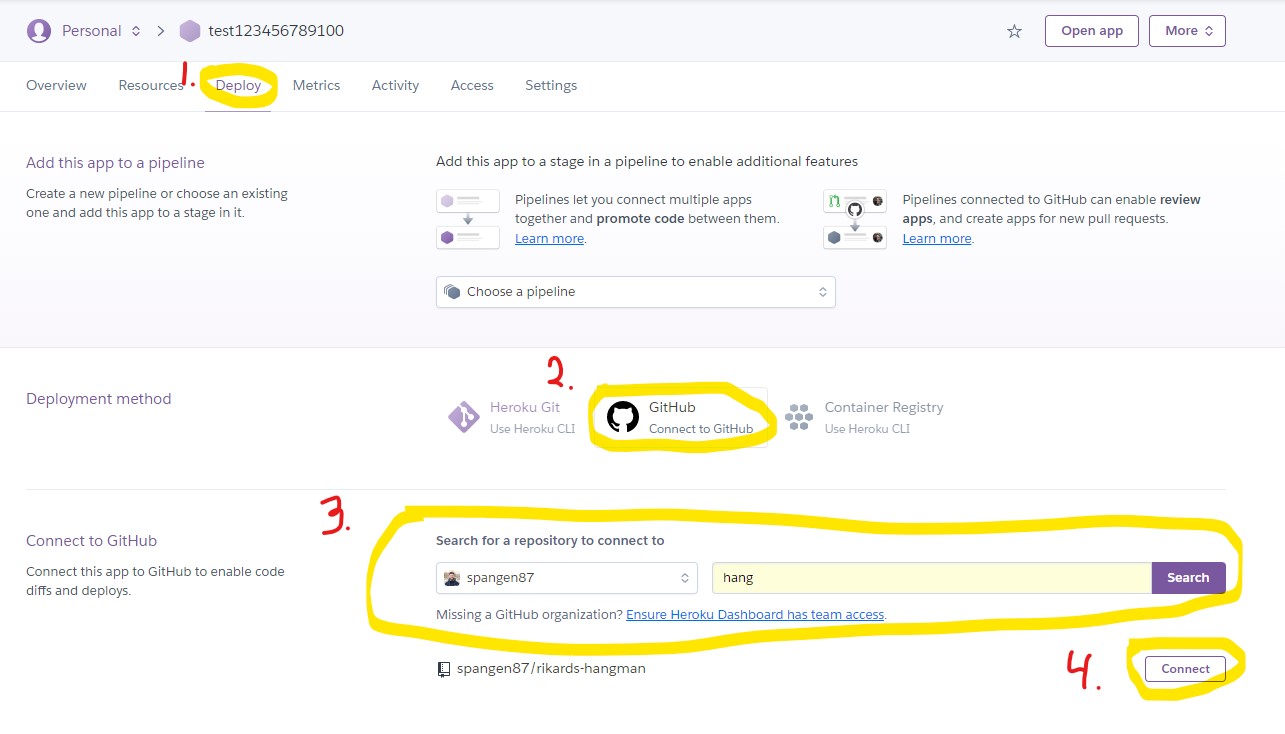 Personal > test123456789100 Open app More
1.
Overview Resources Deploy Metrics Activity Access Settings
Add this app to a pipeline
Create a new pipeline or choose an existing
one and add this app to a stage in it.
Add this app to a stage in a pipeline to enable additional features
Pipelines let you connect multiple apps
together and promote code between them.
Learn more.
Pipelines connected to GitHub can enable review
apps, and create apps for new pull requests.
Learn more.
Choose a pipeline
2.
Deployment method
Heroku Git
Use Heroku CLI
GitHub
Connect to GitHub
Container Registry
Use Heroku CLI
3.
Connect to GitHub
Connect this app to GitHub to enable code
diffs and deploys.
Search for a repository to connect to
spangen87 hang Search
Missing a GitHub organization? Ensure Heroku Dashboard has team access.
spangen87/rikards-hangman
4.
Connect